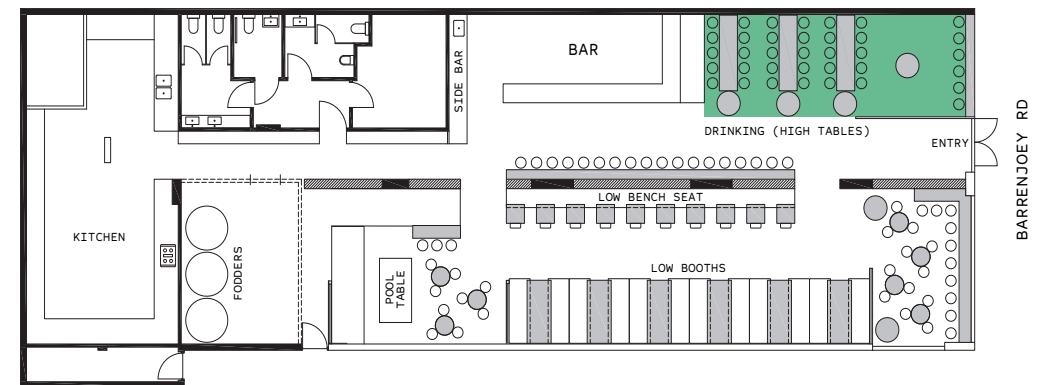 BAR
SIDE BAR
DRINKING (HIGH TABLES)
ENTRY
BARRENJOEY RD
LOW BENCH SEAT
KITCHEN
FODDERS
POOL
TABLE
LOW BOOTHS